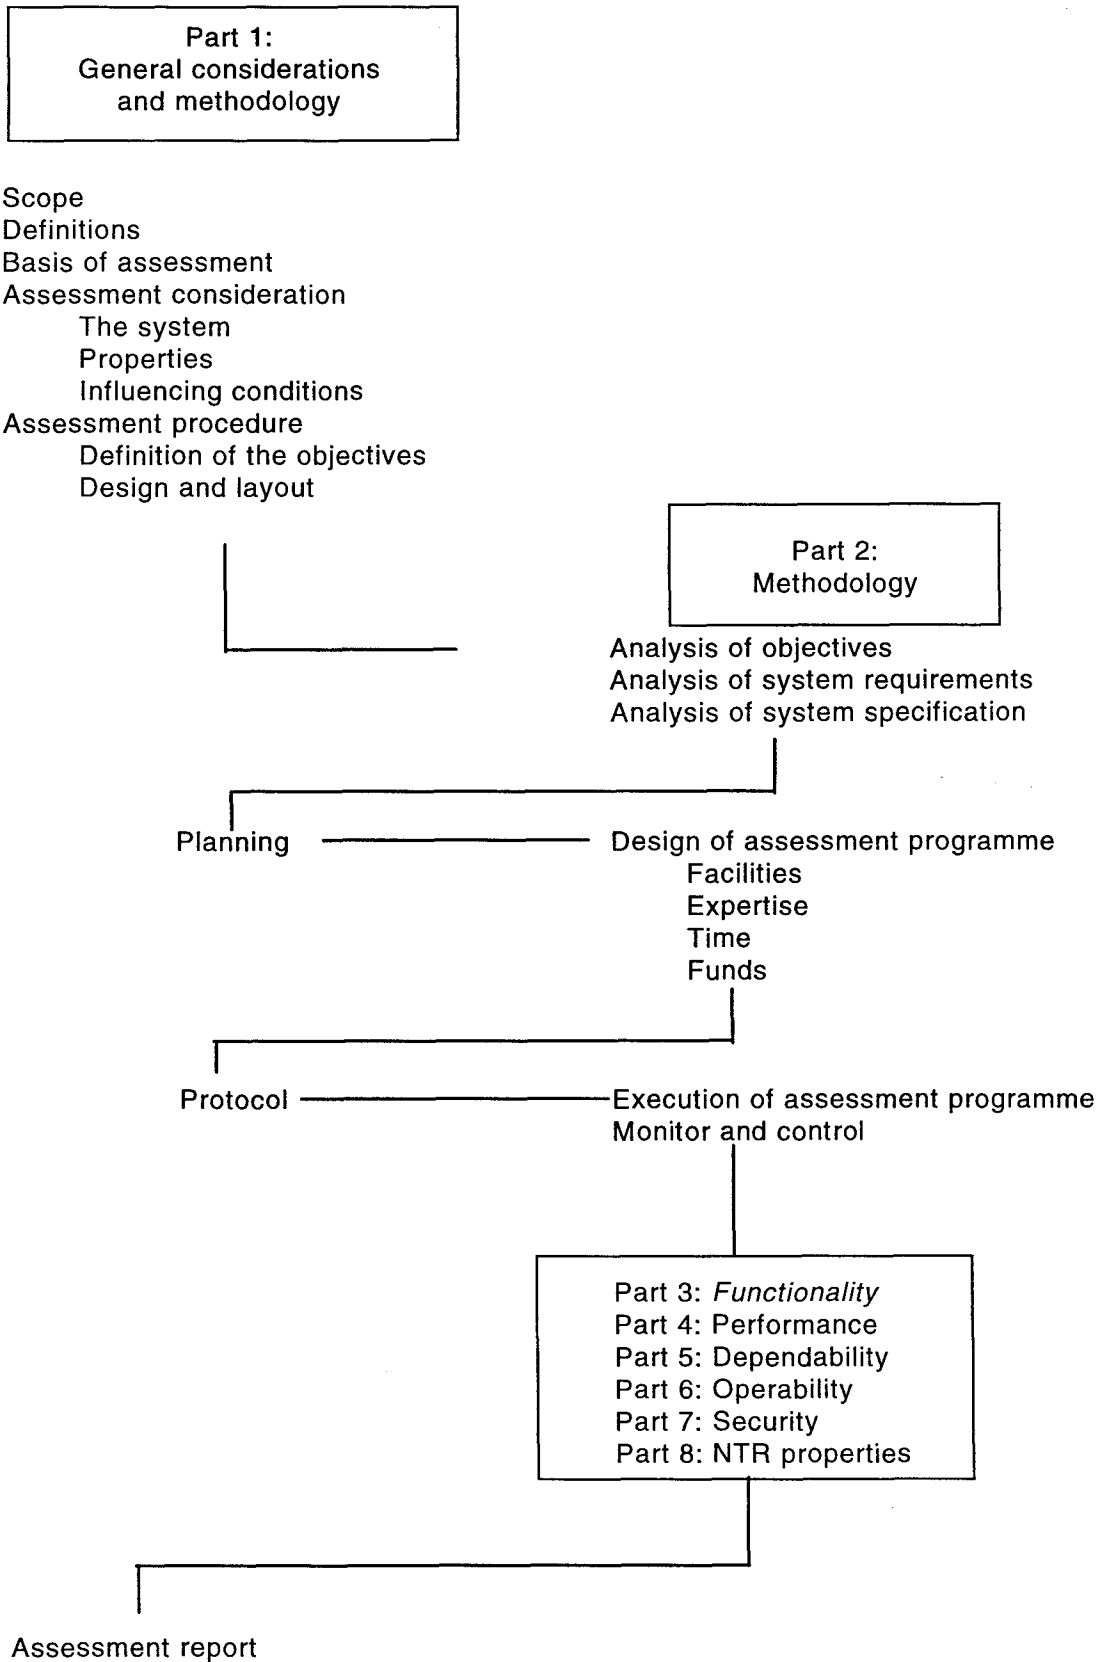 Part 1:
General considerations
and methodology
Scope
Definitions
Basis of assessment
Assessment consideration
The system
Properties
Influencing conditions
Assessment procedure
Definition of the objectives
Design and layout
Part 2:
Methodology
Analysis of objectives
Analysis of system requirements
Analysis of system specification
Planning
Design of assessment programme
Facilities
Expertise
Time
Funds
Protocol
Execution of assessment programme
Monitor and control
Part 3: Functionality
Part 4: Performance
Part 5: Dependability
Part 6: Operability
Part 7: Security
Part 8: NTR properties
Assessment report